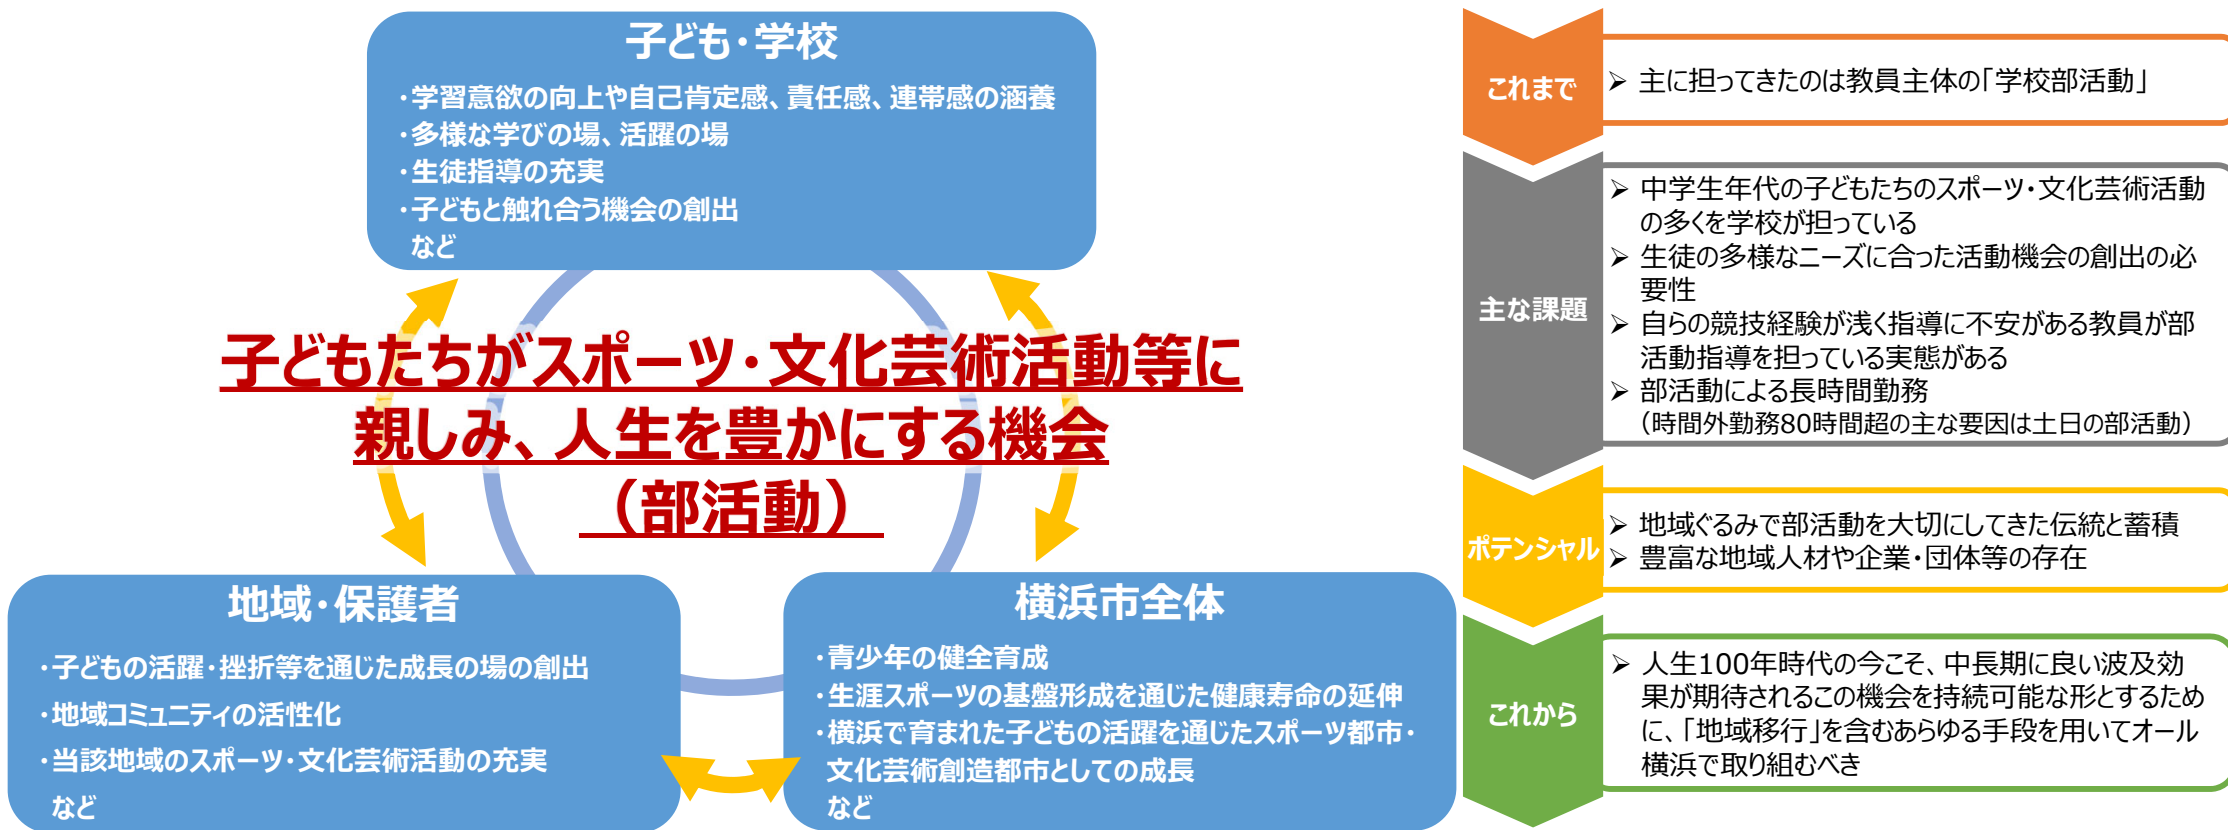 子ども・学校
・学習意欲の向上や自己肯定感、責任感、連帯感の涵養
・多様な学びの場、活躍の場
・生徒指導の充実
・子どもと触れ合う機会の創出
など
子どもたちがスポーツ・文化芸術活動等に
親しみ、人生を豊かにする機会
（部活動）
地域・保護者
・子どもの活躍・挫折等を通じた成長の場の創出
・地域コミュニティの活性化
・当該地域のスポーツ・文化芸術活動の充実
など
横浜市全体
・青少年の健全育成
・生涯スポーツの基盤形成を通じた健康寿命の延伸
・横浜で育まれた子どもの活躍を通じたスポーツ都市・
文化芸術創造都市としての成長
など
これまで
➢ 主に担ってきたのは教員主体の「学校部活動」
主な課題
➢ 中学生年代の子どもたちのスポーツ・文化芸術活動
の多くを学校が担っている
➢ 生徒の多様なニーズに合った活動機会の創出の必
要性
➢ 自らの競技経験が浅く指導に不安がある教員が部
活動指導を担っている実態がある
➢ 部活動による長時間勤務
（時間外勤務80時間超の主な要因は土日の部活動）
ポテンシャル
➢ 地域ぐるみで部活動を大切にしてきた伝統と蓄積
➢ 豊富な地域人材や企業・団体等の存在
これから
➢ 人生100年時代の今こそ、中長期に良い波及効
果が期待されるこの機会を持続可能な形とするため
に、「地域移行」を含むあらゆる手段を用いてオール
横浜で取り組むべき